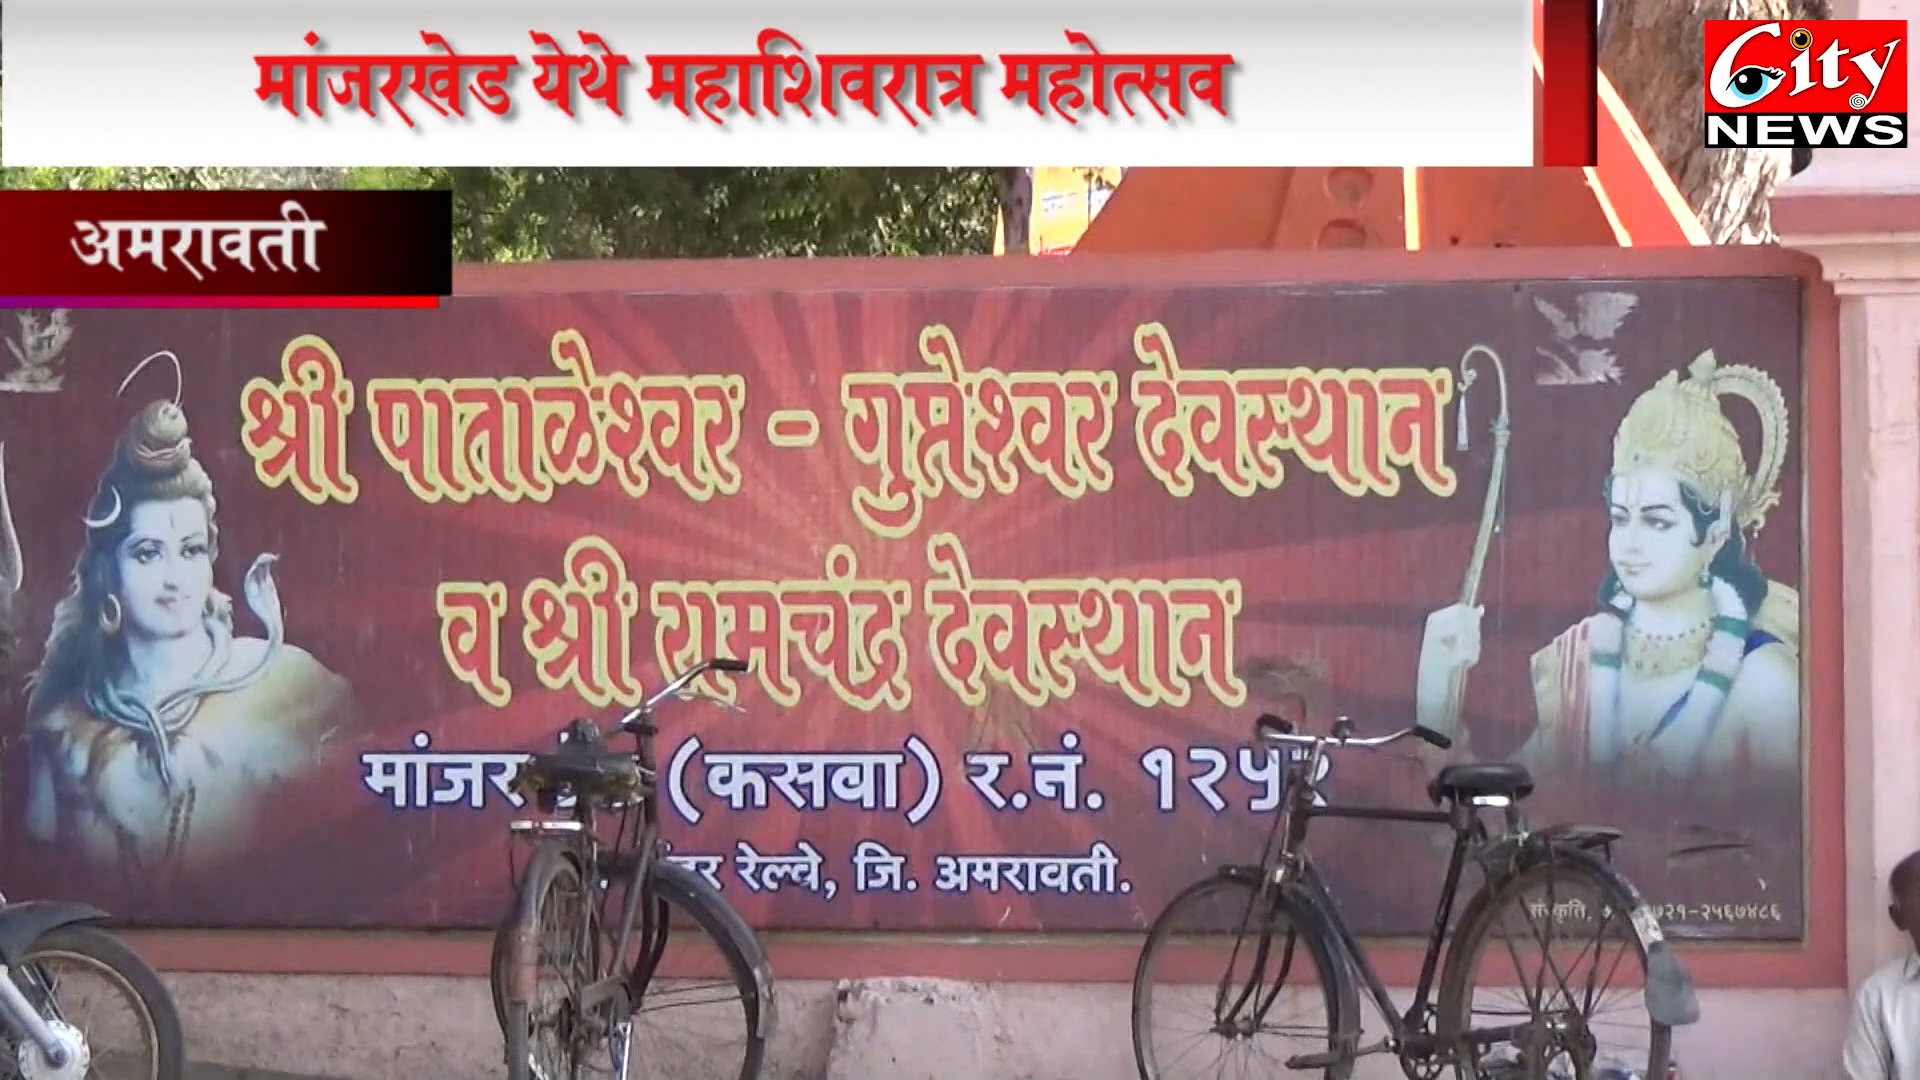 मांजरखेड येथे महाशिवरात्र महोत्सव
City
NEWS
अमरावती
श्री पाताळेश्वर - गुप्तेश्वर देवस्थान
व श्री रामचंद्र देवस्थान
(कसवा) र.नं.
रेल्वे, जि. अमरावती.